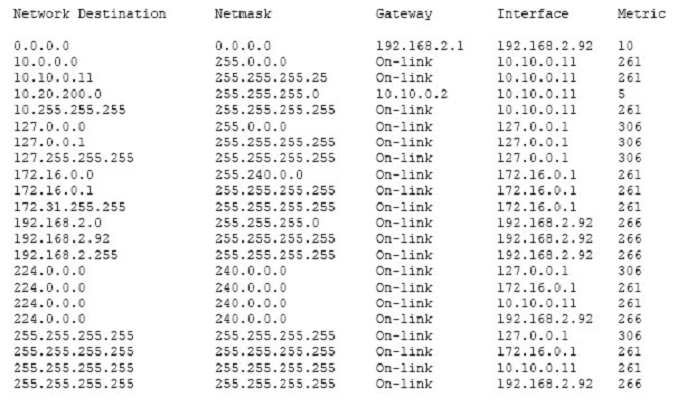 Network Destination Netmask Gateway Interface Metric
0.0.0.0 0.0.0.0 192.168.2.1 192.168.2.92 10
10.0.0.0 255.0.0.0 On-link 10.10.0.11 261
10.10.0.11 255.255.255.25 On-link 10.10.0.11 261
10.20.200.0 255.255.255.0 10.10.0.2 10.10.0.11 5
10.255.255.255 255.255.255.255 On-link 10.10.0.11 261
127.0.0.0 255.0.0.0 On-link 127.0.0.1 306
127.0.0.1 255.255.255.255 On-link 127.0.0.1 306
127.255.255.255 255.255.255.255 On-link 127.0.0.1 306
172.16.0.0 255.240.0.0 On-link 172.16.0.1 261
172.16.0.1 255.255.255.255 On-link 172.16.0.1 261
172.31.255.255 255.255.255.255 On-link 172.16.0.1 261
192.168.2.0 255.255.255.0 On-link 192.168.2.92 266
192.168.2.92 255.255.255.255 On-link 192.168.2.92 266
192.168.2.255 255.255.255.255 On-link 192.168.2.92 266
224.0.0.0 240.0.0.0 On-link 127.0.0.1 306
224.0.0.0 240.0.0.0 On-link 172.16.0.1 261
224.0.0.0 240.0.0.0 On-link 10.10.0.11 261
224.0.0.0 240.0.0.0 On-link 192.168.2.92 266
255.255.255.255 255.255.255.255 On-link 127.0.0.1 306
255.255.255.255 255.255.255.255 On-link 172.16.0.1 261
255.255.255.255 255.255.255.255 On-link 10.10.0.11 261
255.255.255.255 255.255.255.255 On-link 192.168.2.92 266